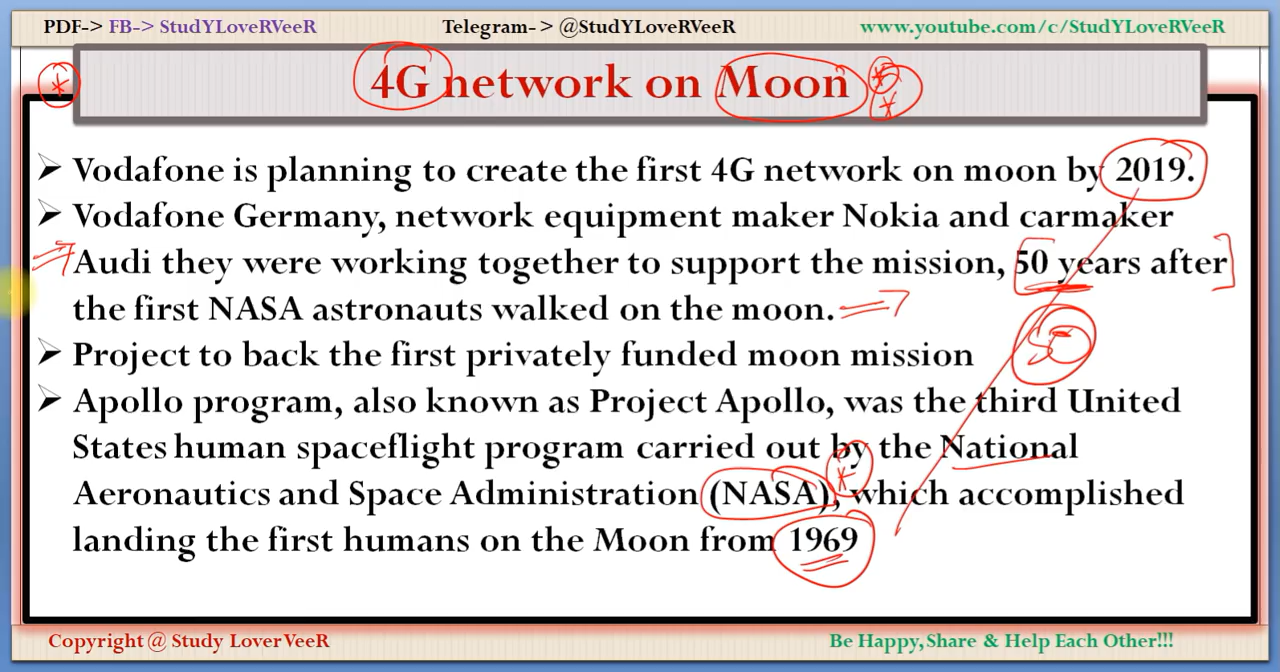 PDF-> FB-> StudYLoveRVeeR Telegram- > @StudYLoveRVeeR www.youtube.com/c/StudYLoveRVeeR
4G network on Moon
Vodafone is planning to create the first 4G network on moon by 2019.
Vodafone Germany, network equipment maker Nokia and carmaker
Audi they were working together to support the mission, 50 years after
the first NASA astronauts walked on the moon.
Project to back the first privately funded moon mission
50
Apollo program, also known as Project Apollo, was the third United
States human spaceflight program carried out by the National
Aeronautics and Space Administration (NASA), which accomplished
landing the first humans on the Moon from 1969
Copyright @ Study LoverVeeR Be Happy,Share & Help Each Other!!!